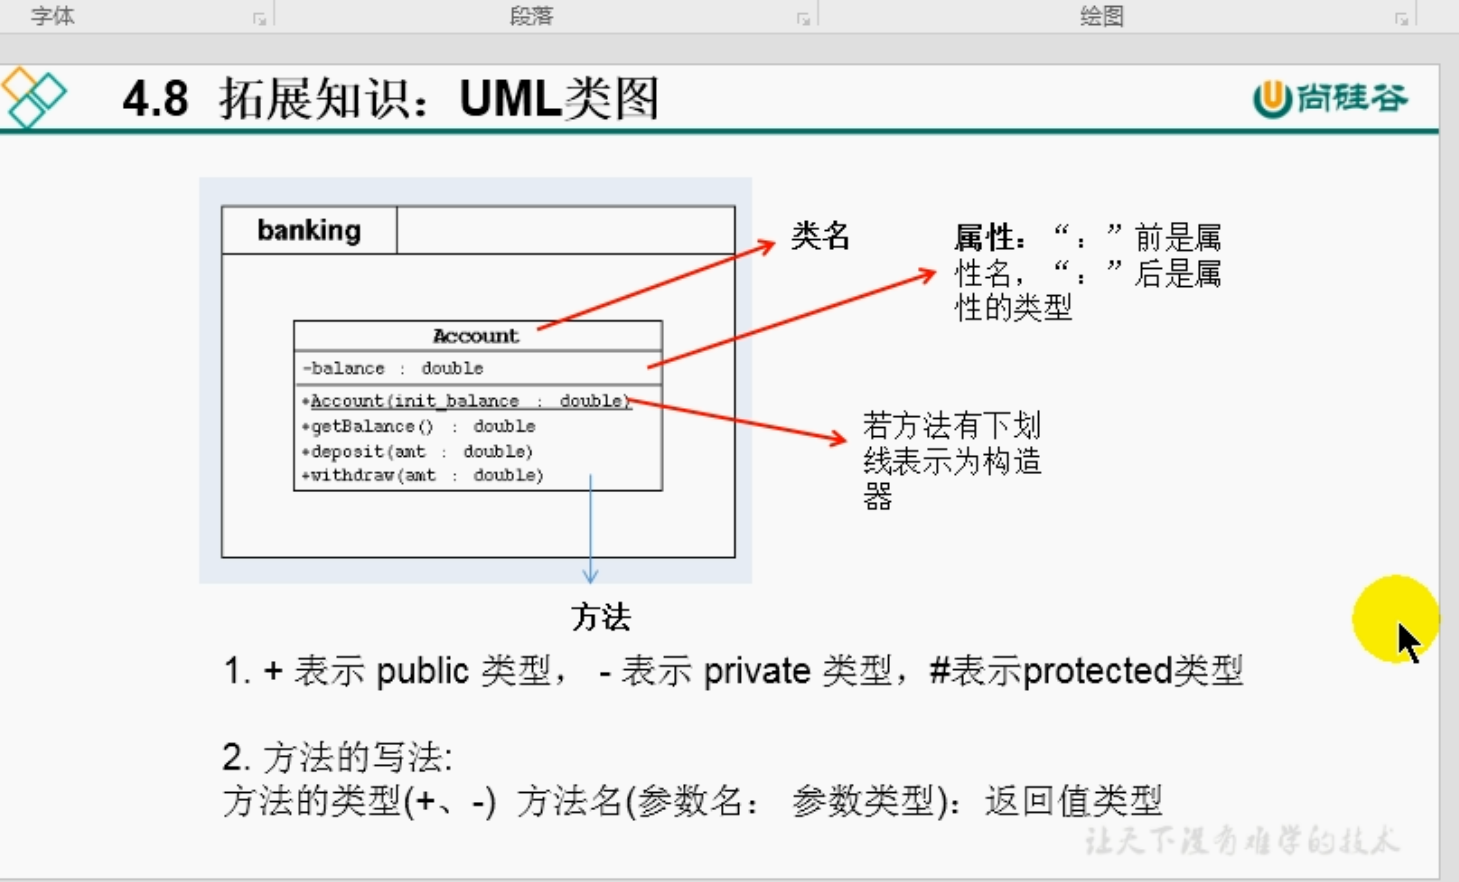 字体 段落 绘图
4.8 拓展知识：UML类图
尚硅谷
banking
类名
属性：“：”前是属
性名，“：”后是属
性的类型
Account
-balance : double
+Account(init_balance : double)
+getBalance() : double
+deposit(amt : double)
+withdraw(amt : double)
若方法有下划
线表示为构造
器
方法
1. + 表示 public 类型， - 表示 private 类型，#表示protected类型
2. 方法的写法:
方法的类型(+、-) 方法名(参数名： 参数类型)：返回值类型
让天下没有难学的技术